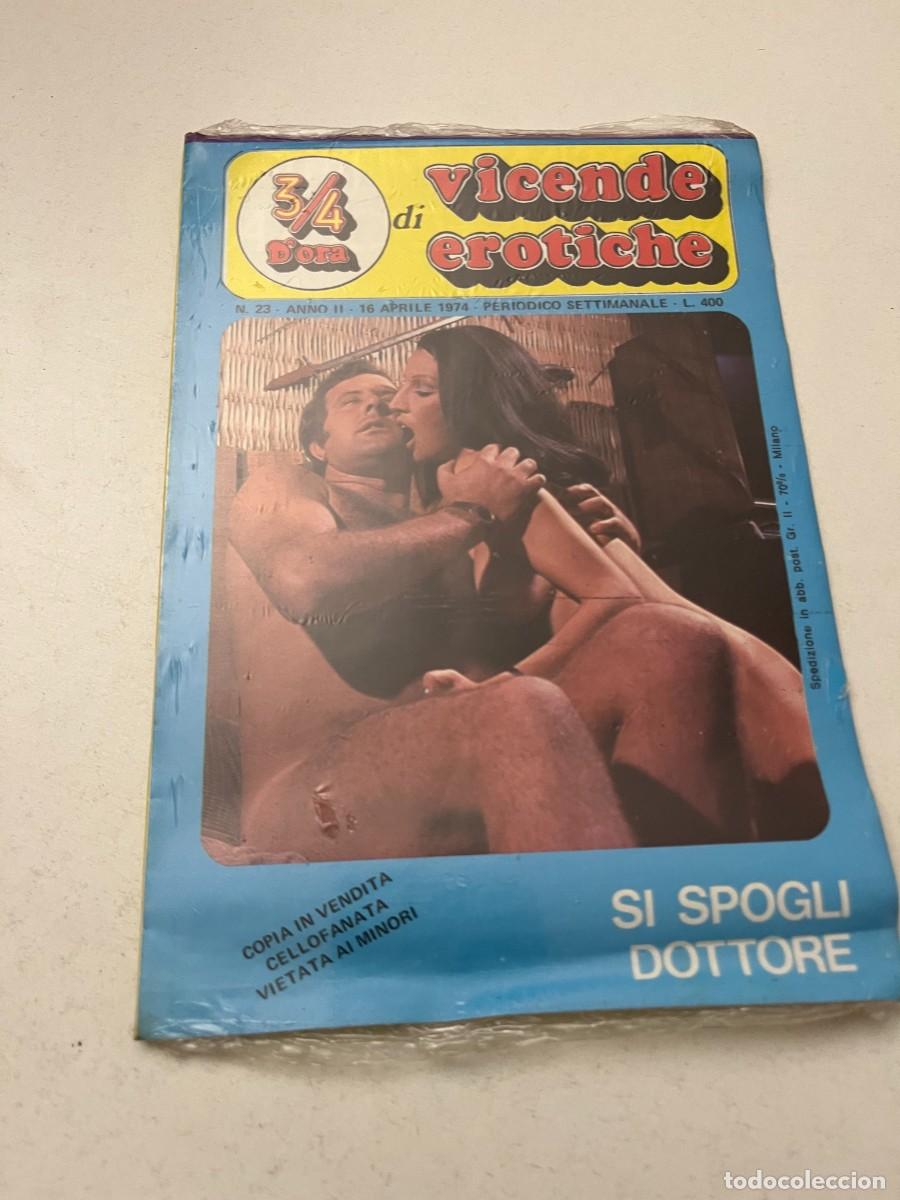 3/4
D'ora
di
vicende
erotiche
N. 23 - ANNO II - 16 APRILE 1974 - PERIODICO SETTIMANALE - L. 400
Spedizione in abb. post. Gr. II - 70% - Milano
COPIA IN VENDITA
CELLOFANATA
VIETATA AI MINORI
SI SPOGLI
DOTTORE
todocoleccion